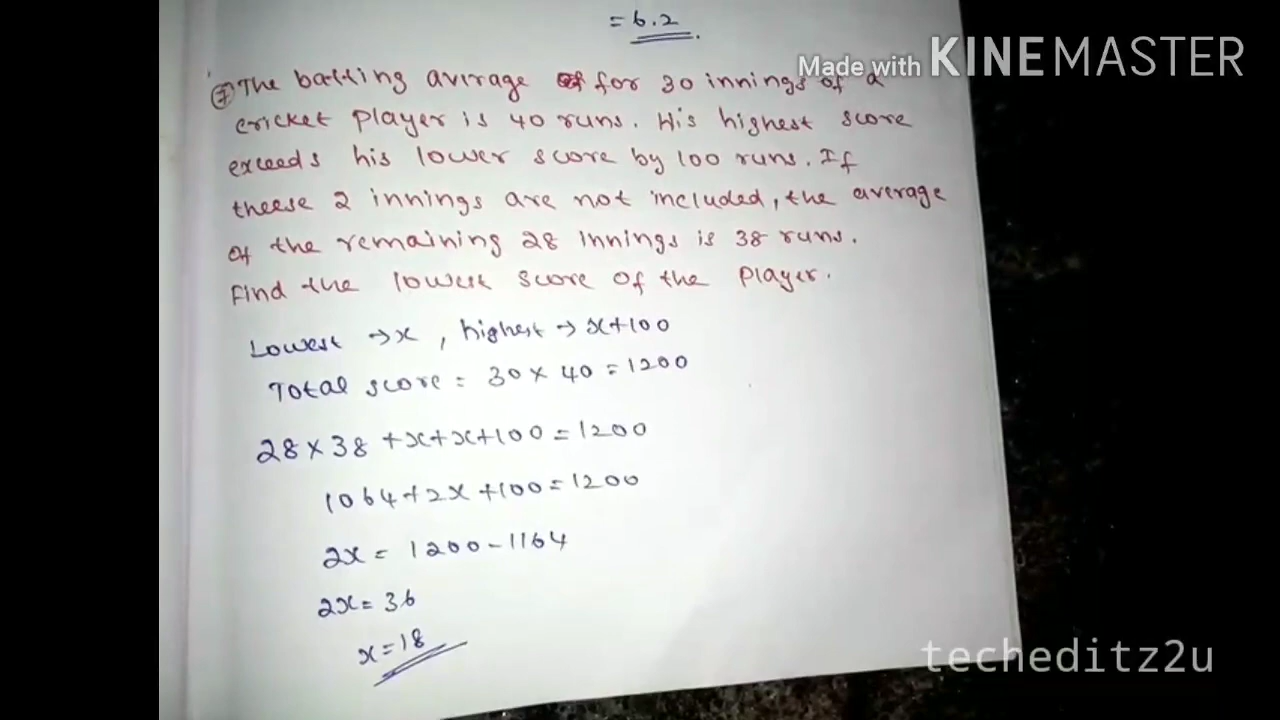 = 6.2
Made with KINEMASTER
⑦ The batting avirage of for 30 innings of a
cricket player is 40 runs. His highest score
exceeds his lower score by 100 runs. If
theese 2 innings are not included, the average
of the remaining 28 innings is 38 runs.
Find the lowest score of the player.
Lowest → x , highest → x+100
Total score = 30 × 40 = 1200
28 × 38 + x + x + 100 = 1200
1064 + 2x + 100 = 1200
2x = 1200 - 1164
2x = 36
x = 18
techeditz2u